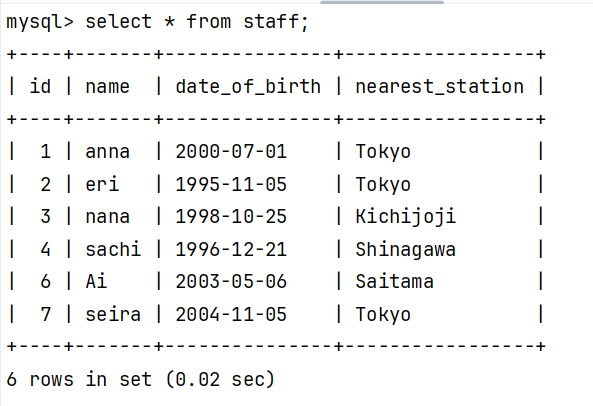 mysql> select * from staff;
+----+-------+---------------+-----------------+
| id | name  | date_of_birth | nearest_station |
+----+-------+---------------+-----------------+
|  1 | anna  | 2000-07-01    | Tokyo           |
|  2 | eri   | 1995-11-05    | Tokyo           |
|  3 | nana  | 1998-10-25    | Kichijoji       |
|  4 | sachi | 1996-12-21    | Shinagawa       |
|  6 | Ai    | 2003-05-06    | Saitama         |
|  7 | seira | 2004-11-05    | Tokyo           |
+----+-------+---------------+-----------------+
6 rows in set (0.02 sec)